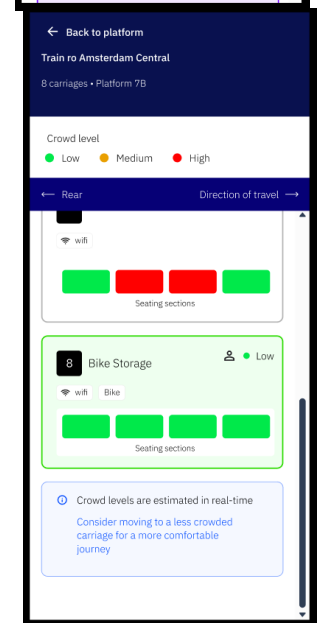 ← Back to platform
Train ro Amsterdam Central
8 carriages • Platform 7B
Crowd level
Low Medium High
← Rear Direction of travel →
wifi
Seating sections
8 Bike Storage Low
wifi Bike
Seating sections
Crowd levels are estimated in real-time
Consider moving to a less crowded
carriage for a more comfortable
journey